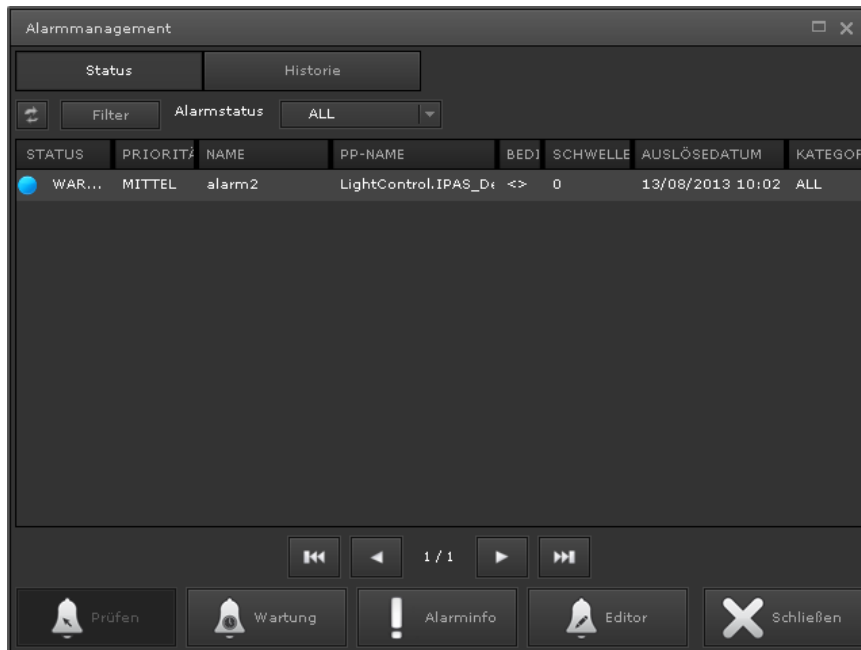 Alarmmanagement
Status Historie
Filter Alarmstatus ALL
STATUS PRIORITÄ NAME PP-NAME BEDI SCHWELLE AUSLÖSEDATUM KATEGOR
WAR... MITTEL alarm2 LightControl.IPAS_De <> 0 13/08/2013 10:02 ALL
1/1
Prüfen Wartung Alarminfo Editor Schließen